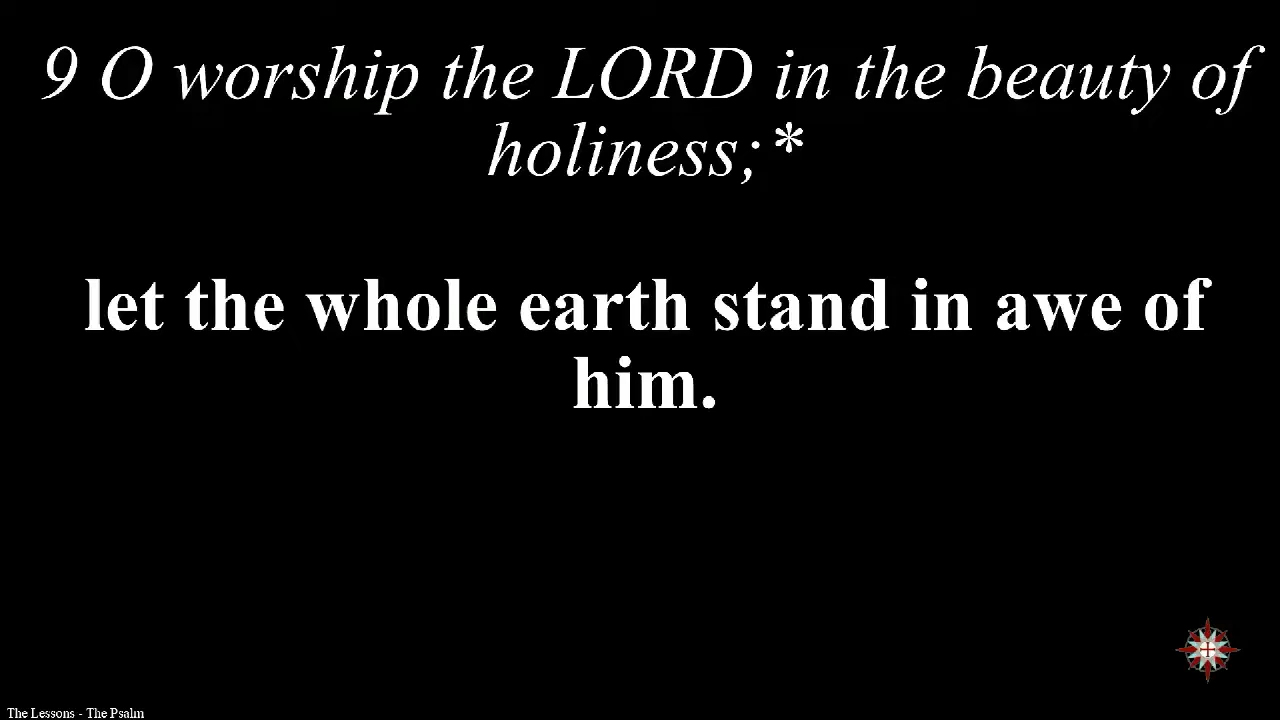 9 O worship the LORD in the beauty of
holiness;*
let the whole earth stand in awe of
him.
The Lessons - The Psalm